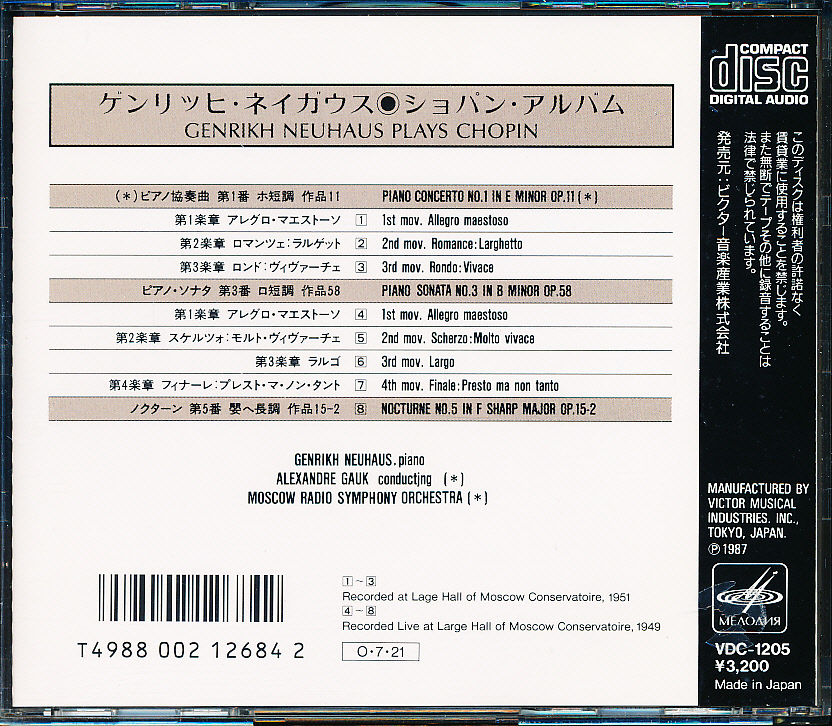 ゲンリッヒ・ネイガウス◉ショパン・アルバム
GENRIKH NEUHAUS PLAYS CHOPIN
(*)ピアノ協奏曲 第1番 ホ短調 作品11 PIANO CONCERTO NO.1 IN E MINOR OP.11(*)
第1楽章 アレグロ・マエストーソ 1 1st mov. Allegro maestoso
第2楽章 ロマンツェ:ラルゲット 2 2nd mov. Romance:Larghetto
第3楽章 ロンド:ヴィヴァーチェ 3 3rd mov. Rondo:Vivace
ピアノ・ソナタ 第3番 ロ短調 作品58 PIANO SONATA NO.3 IN B MINOR OP.58
第1楽章 アレグロ・マエストーソ 4 1st mov. Allegro maestoso
第2楽章 スケルツォ:モルト・ヴィヴァーチェ 5 2nd mov. Scherzo:Molto vivace
第3楽章 ラルゴ 6 3rd mov. Largo
第4楽章 フィナーレ:プレスト・マ・ノン・タント 7 4th mov. Finale:Presto ma non tanto
ノクターン 第5番 嬰ヘ長調 作品15-2 8 NOCTURNE NO.5 IN F SHARP MAJOR OP.15-2
GENRIKH NEUHAUS.piano
ALEXANDRE GAUK conductjng (*)
MOSCOW RADIO SYMPHONY ORCHESTRA(*)
1~3
Recorded at Lage Hall of Moscow Conservatoire, 1951
4~8
Recorded Live at Large Hall of Moscow Conservatoire, 1949
O・7・21
T4988 002 12684 2
COMPACT
disc
DIGITAL AUDIO
このディスクは権利者の許諾なく
賃貸業に使用することを禁じます。
また無断でテープその他に録音することは
法律で禁じられています。
発売元:ビクター音楽産業株式会社
MANUFACTURED BY
VICTOR MUSICAL
INDUSTRIES. INC.,
TOKYO, JAPAN.
Ⓟ1987
МЕЛОДИЯ
VDC-1205
¥3,200
Made in Japan